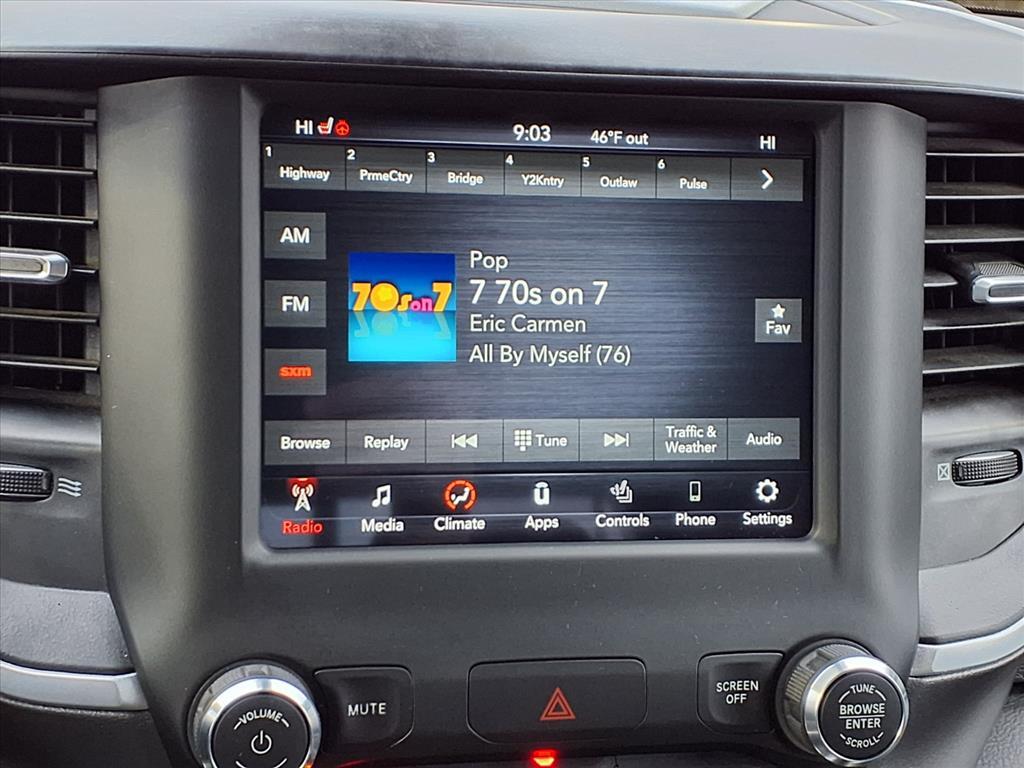 HI 9:03 46°F out HI
1 Highway 2 PrmeCtry 3 Bridge 4 Y2Kntry 5 Outlaw 6 Pulse
AM
FM
sxm
70s on 7
Pop
7 70s on 7
Eric Carmen
All By Myself (76)
Fav
Browse Replay Tune Traffic & Weather Audio
Radio Media Climate Apps Controls Phone Settings
VOLUME
MUTE
SCREEN
OFF
TUNE
BROWSE
ENTER
SCROLL